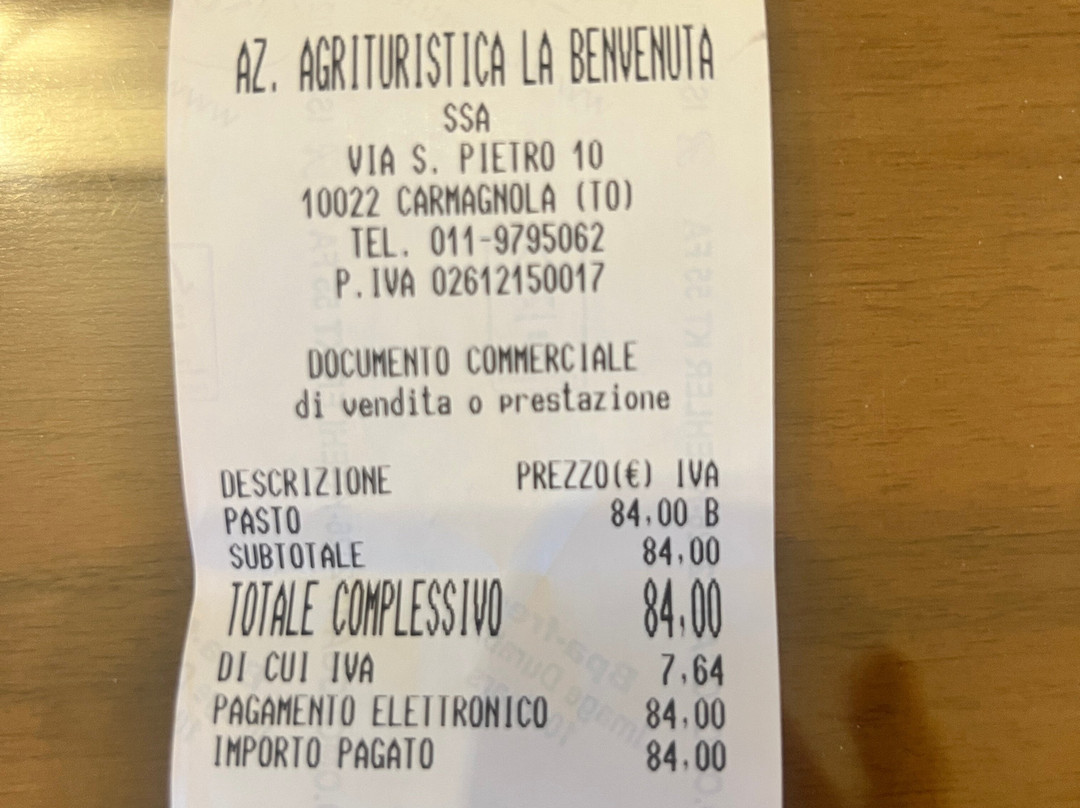 AZ. AGRITURISTICA LA BENVENUTA
SSA
VIA S. PIETRO 10
10022 CARMAGNOLA (TO)
TEL. 011-9795062
P.IVA 02612150017
DOCUMENTO COMMERCIALE
di vendita o prestazione
DESCRIZIONE PREZZO(€) IVA
PASTO 84,00 B
SUBTOTALE 84,00
TOTALE COMPLESSIVO 84,00
DI CUI IVA 7,64
PAGAMENTO ELETTRONICO 84,00
IMPORTO PAGATO 84,00